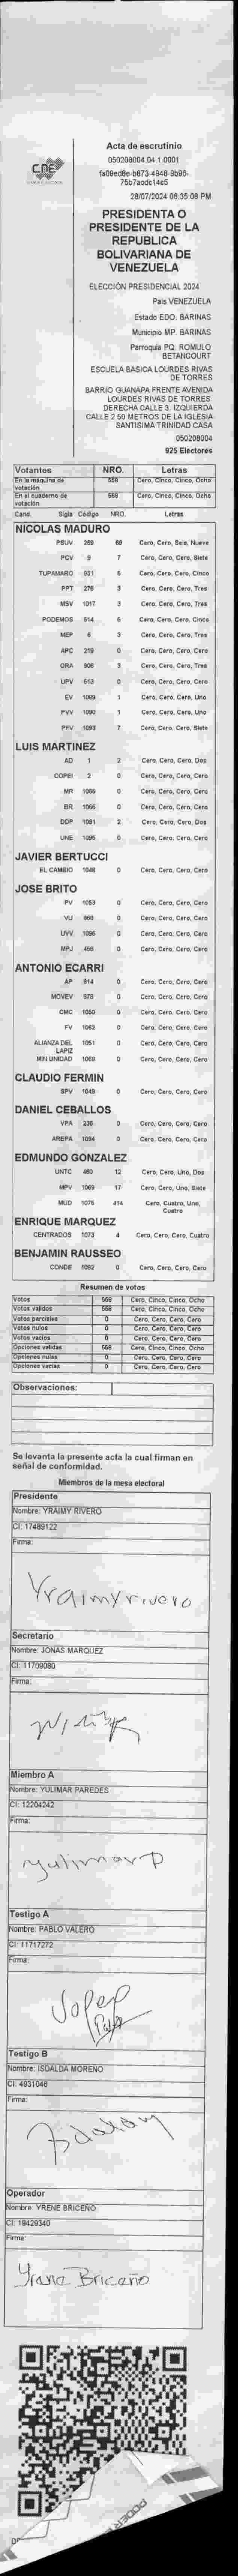 CNE
Acta de escrutinio
050208004.04.1.0001
28/07/2024 06:35:08 PM
PRESIDENTA O
PRESIDENTE DE LA
REPUBLICA
BOLIVARIANA DE
VENEZUELA
ELECCIÓN PRESIDENCIAL 2024
Pais VENEZUELA
Estado EDO. BARINAS
Municipio MP. BARINAS
Parroquia PQ. ROMULO
BETANCOURT
ESCUELA BASICA LOURDES RIVAS
DE TORRES
BARRIO GUANAPA FRENTE AVENIDA
LOURDES RIVAS DE TORRES.
DERECHA CALLE 3. IZQUIERDA
CALLE 2 50 METROS DE LA IGLESIA
SANTISIMA TRINIDAD CASA
050208004
925 Electores
Votantes NRO. Letras
En la máquina de votación 558 Cero, Cinco, Cinco, Ocho
En el cuaderno de votación 558 Cero, Cinco, Cinco, Ocho
Cand. Sigla Código NRO. Letras
NICOLAS MADURO
PSUV 269 69 Cero, Cero, Seis, Nueve
PCV 9 7 Cero, Cero, Cero, Siete
TUPAMARO 931 5 Cero, Cero, Cero, Cinco
PPT 276 3 Cero, Cero, Cero, Tres
MSV 1017 3 Cero, Cero, Cero, Tres
PODEMOS 514 5 Cero, Cero, Cero, Cinco
MEP 6 3 Cero, Cero, Cero, Tres
APC 219 0 Cero, Cero, Cero, Cero
ORA 908 3 Cero, Cero, Cero, Tres
UPV 613 0 Cero, Cero, Cero, Cero
EV 1089 1 Cero, Cero, Cero, Uno
PVV 1090 1 Cero, Cero, Cero, Uno
PFV 1093 7 Cero, Cero, Cero, Siete
LUIS MARTINEZ
AD 1 2 Cero, Cero, Cero, Dos
COPEI 2 0 Cero, Cero, Cero, Cero
MR 1065 0 Cero, Cero, Cero, Cero
BR 1066 0 Cero, Cero, Cero, Cero
DDP 1091 2 Cero, Cero, Cero, Dos
UNE 1095 0 Cero, Cero, Cero, Cero
JAVIER BERTUCCI
EL CAMBIO 1048 0 Cero, Cero, Cero, Cero
JOSE BRITO
PV 1053 0 Cero, Cero, Cero, Cero
VU 869 0 Cero, Cero, Cero, Cero
UVV 1096 0 Cero, Cero, Cero, Cero
MPJ 468 0 Cero, Cero, Cero, Cero
ANTONIO ECARRI
AP 914 0 Cero, Cero, Cero, Cero
MOVEV 978 0 Cero, Cero, Cero, Cero
CMC 1050 0 Cero, Cero, Cero, Cero
FV 1063 0 Cero, Cero, Cero, Cero
ALIANZA DEL LAPIZ 1051 0 Cero, Cero, Cero, Cero
MIN UNIDAD 1068 0 Cero, Cero, Cero, Cero
CLAUDIO FERMIN
SPV 1049 0 Cero, Cero, Cero, Cero
DANIEL CEBALLOS
VPA 236 0 Cero, Cero, Cero, Cero
AREPA 1094 0 Cero, Cero, Cero, Cero
EDMUNDO GONZALEZ
UNTC 460 12 Cero, Cero, Uno, Dos
MPV 1069 17 Cero, Cero, Uno, Siete
MUD 1076 414 Cero, Cuatro, Uno,
Cuatro
ENRIQUE MARQUEZ
CENTRADOS 1073 4 Cero, Cero, Cero, Cuatro
BENJAMIN RAUSSEO
CONDE 1092 0 Cero, Cero, Cero, Cero
Resumen de votos
Votos 558 Cero, Cinco, Cinco, Ocho
Votos validos 558 Cero, Cinco, Cinco, Ocho
Votos parciales 0 Cero, Cero, Cero, Cero
Votos nulos 0 Cero, Cero, Cero, Cero
Votos vacios 0 Cero, Cero, Cero, Cero
Opciones validas 558 Cero, Cinco, Cinco, Ocho
Opciones nulas 0 Cero, Cero, Cero, Cero
Opciones vacias 0 Cero, Cero, Cero, Cero
Observaciones:
Se levanta la presente acta la cual firman en
señal de conformidad.
Miembros de la mesa electoral
Presidente
Nombre: YRAIMY RIVERO
CI: 17489122
Firma:
Yraimy rivero
Secretario
Nombre: JONAS MARQUEZ
CI: 11709080
Firma:
Miembro A
Nombre: YULIMAR PAREDES
CI: 12204242
Firma:
Yulimar P
Testigo A
Nombre: PABLO VALERO
CI: 11717272
Firma:
Testigo B
Nombre: ISDALDA MORENO
CI: 4931046
Firma:
Operador
Nombre: YRENE BRICEÑO
CI: 19429340
Firma:
Yrene Briceño
PODER